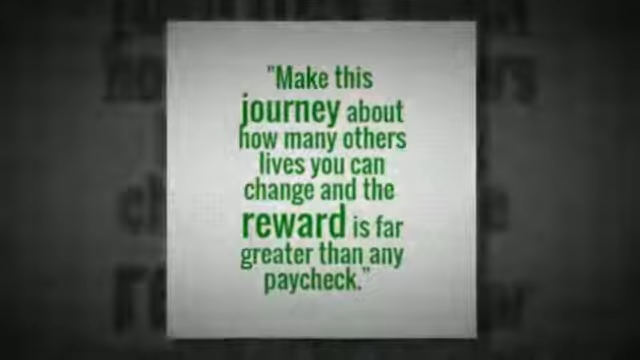 "Make this
journey about
how many others
lives you can
change and the
reward is far
greater than any
paycheck."